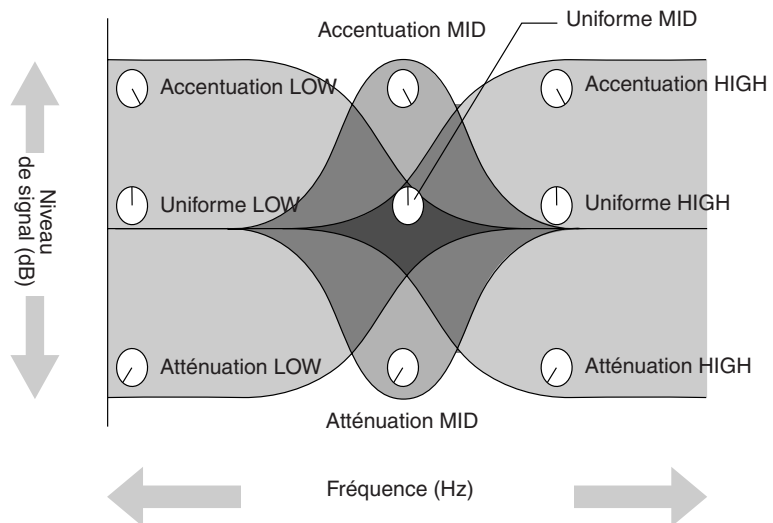 Uniforme MID
Accentuation MID
Accentuation LOW
Accentuation HIGH
Niveau
de signal (dB)
Uniforme LOW
Uniforme HIGH
Atténuation LOW
Atténuation HIGH
Atténuation MID
Fréquence (Hz)